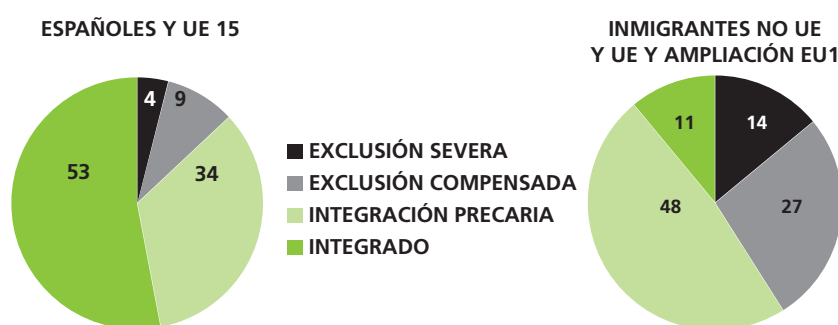 ESPAÑOLES Y UE 15
4
9
34
53
EXCLUSIÓN SEVERA
EXCLUSIÓN COMPENSADA
INTEGRACIÓN PRECARIA
INTEGRADO
INMIGRANTES NO UE
Y UE Y AMPLIACIÓN EU1
11
14
48
27